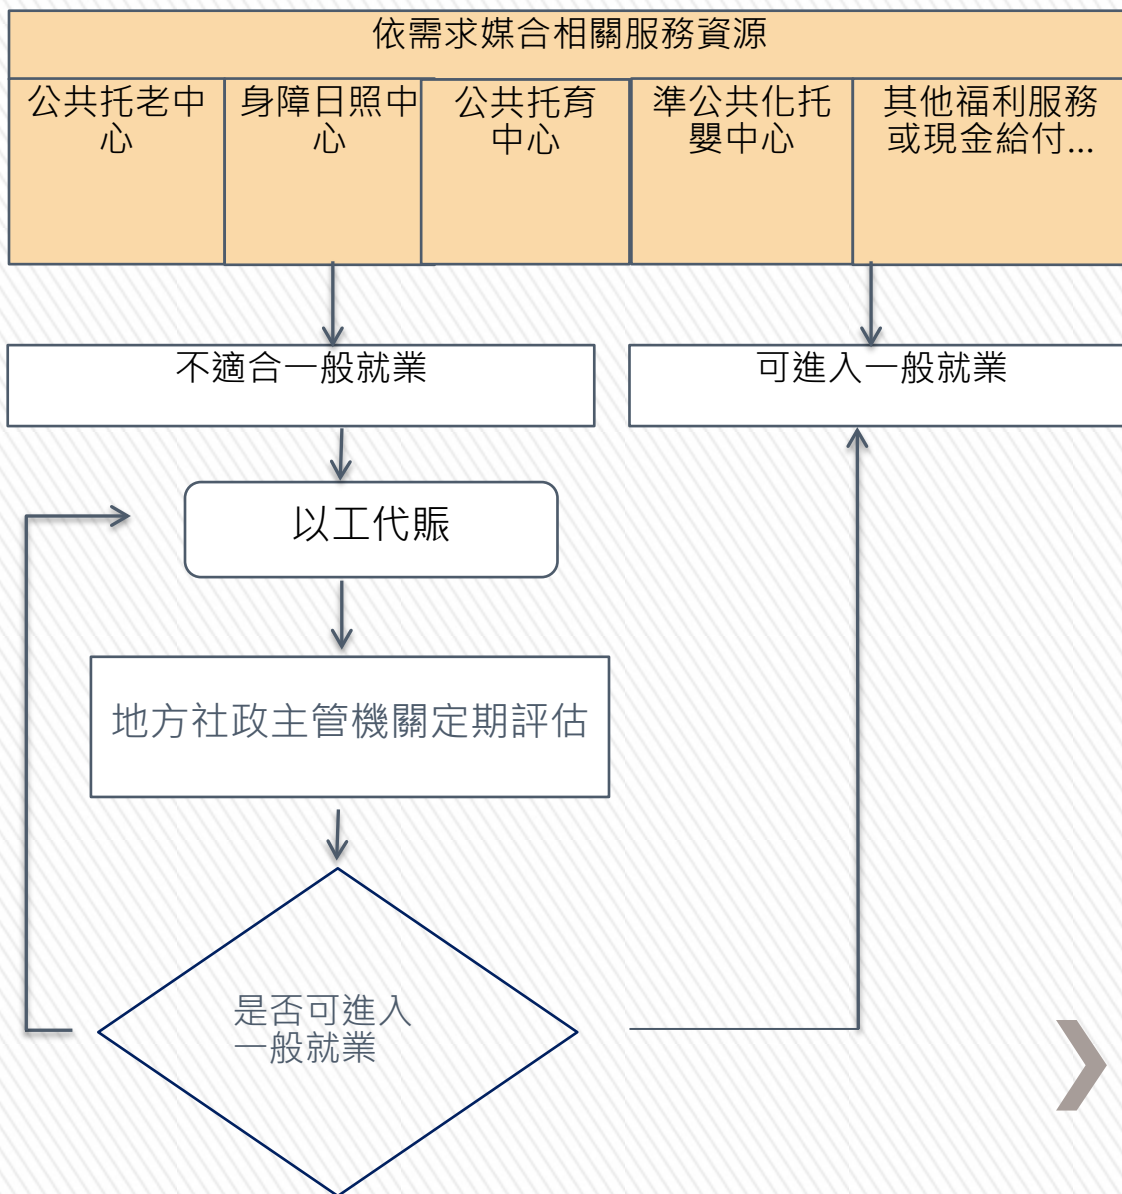 依需求媒合相關服務資源
公共托老中
心
身障日照中
心
公共托育
中心
準公共化托
嬰中心
其他福利服務
或現金給付...
不適合一般就業
可進入一般就業
以工代賑
地方社政主管機關定期評估
是否可進入
一般就業